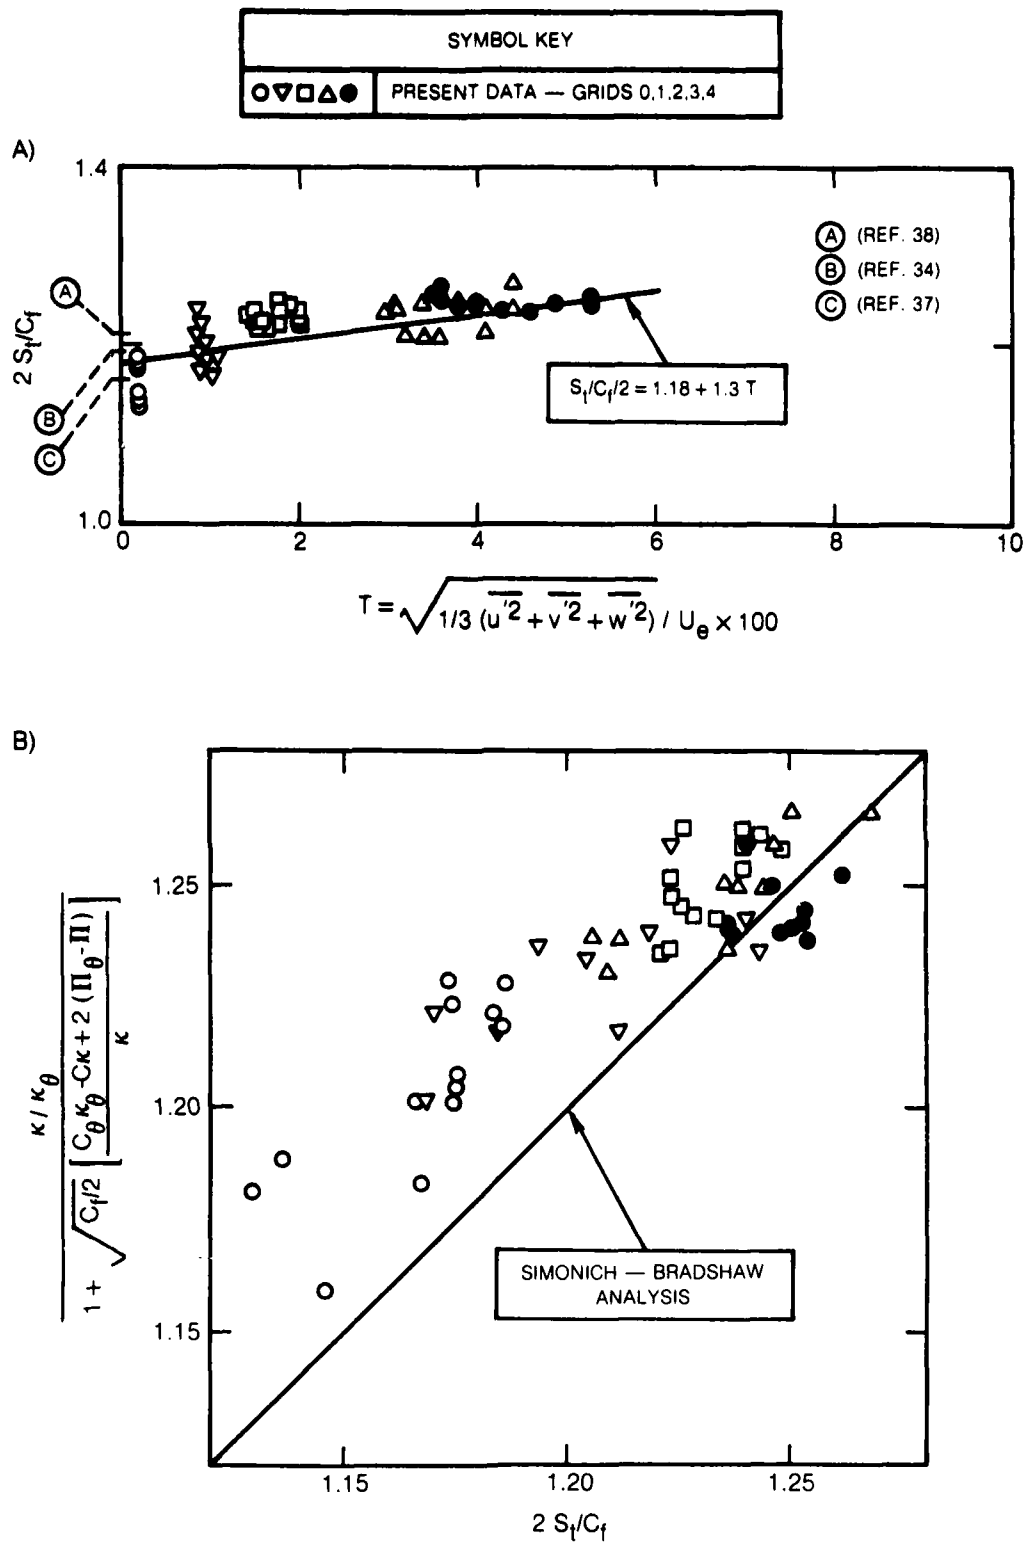 SYMBOL KEY
○▽□△● PRESENT DATA — GRIDS 0,1,2,3,4
A)
1.4
A (REF. 38)
B (REF. 34)
C (REF. 37)
A
2 St/Cf
B
C
St/Cf/2 = 1.18 + 1.3 T
1.0
0 2 4 6 8 10
T = √1/3 (u'2 + v'2 + w'2) / Ue × 100
B)
1.25
1.20
1.15
κ / κθ
1 + √Cf/2 [Cθκθ-Cκ + 2 (Πθ-Π)
κ]
SIMONICH — BRADSHAW
ANALYSIS
1.15 1.20 1.25
2 St/Cf